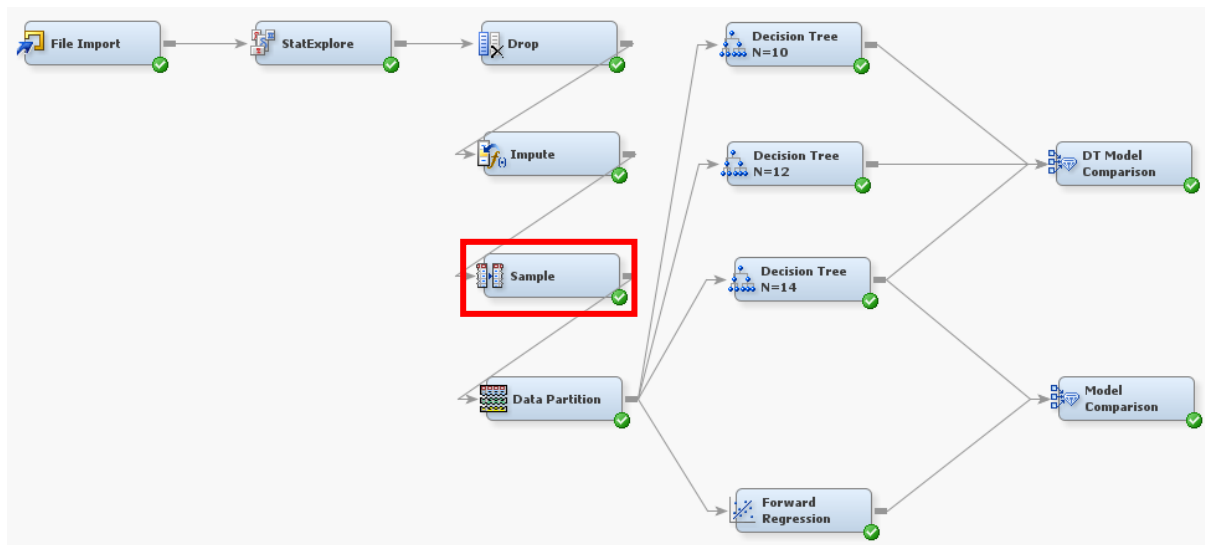 File Import
StatExplore
Drop
Decision Tree
N=10
Impute
Decision Tree
N=12
DT Model
Comparison
Sample
Decision Tree
N=14
Data Partition
Model
Comparison
Forward
Regression